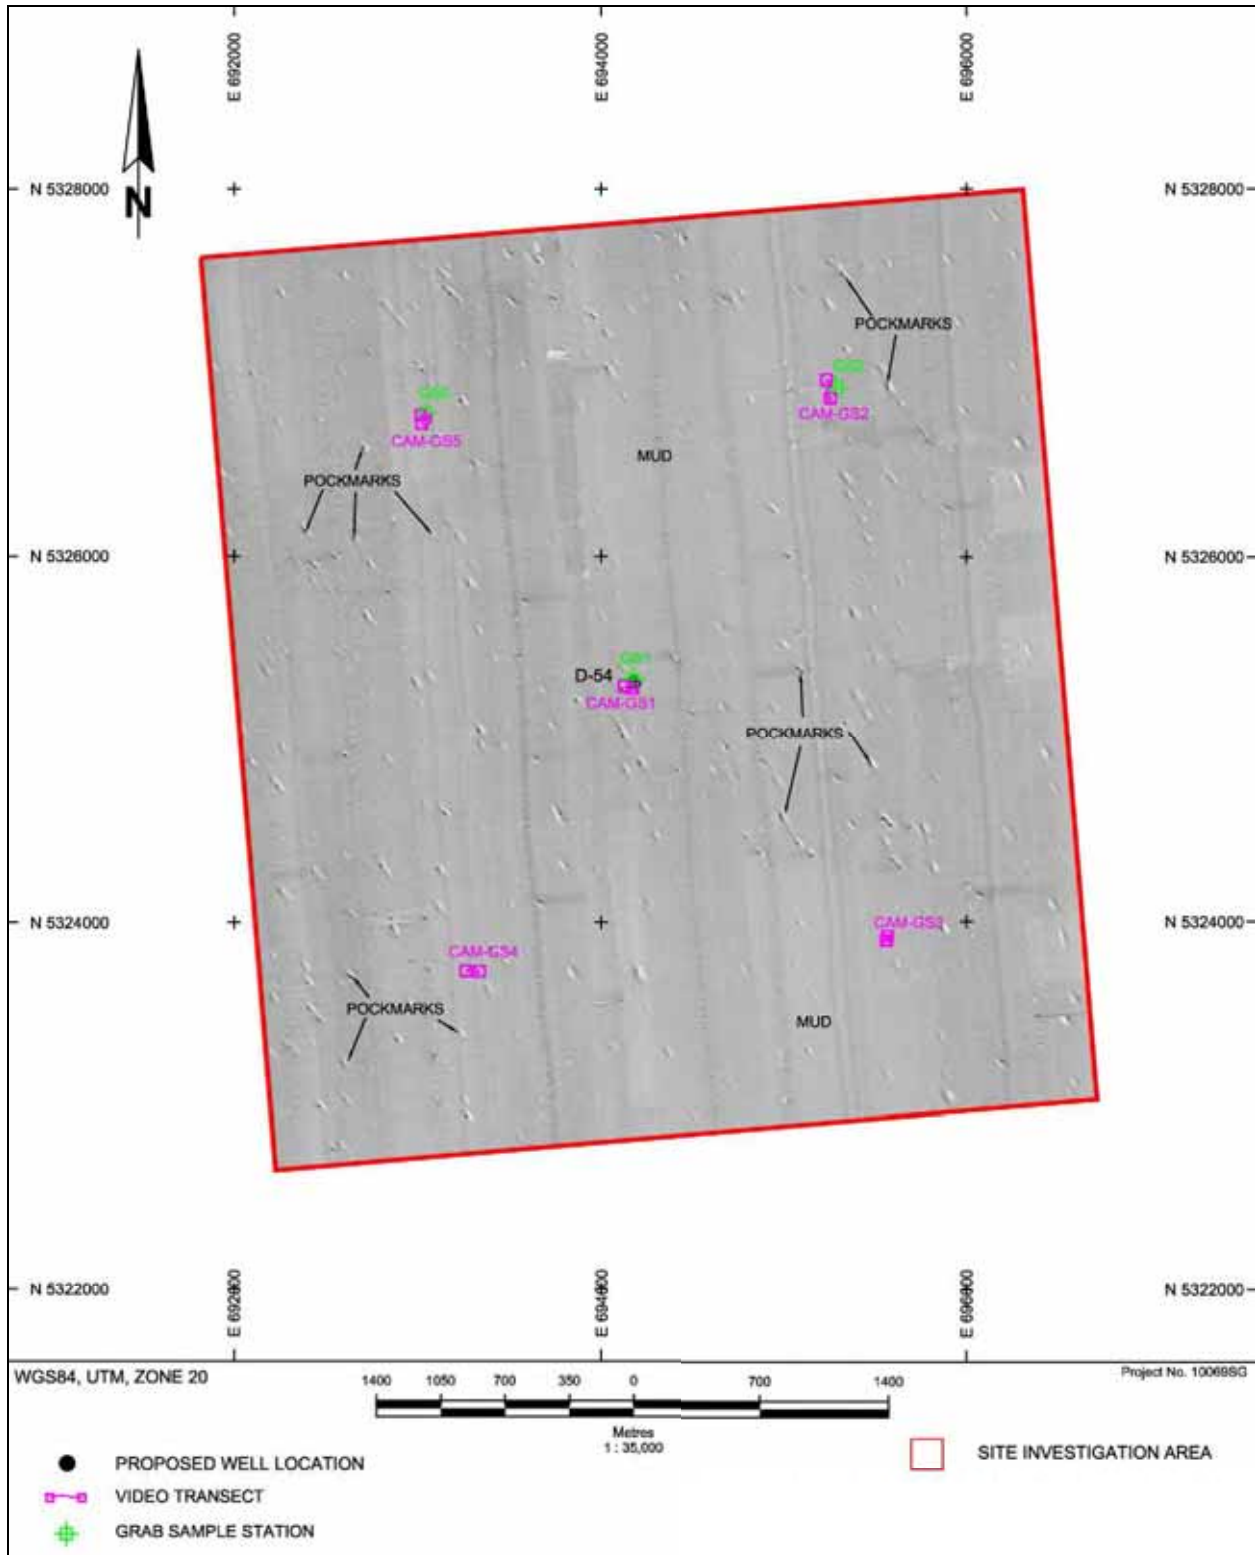 E 692000
E 694000
E 696000
N
N 5328000
N 5328000
POCKMARKS
CAM-GS2
CAM-GS5
MUD
POCKMARKS
N 5326000
N 5326000
GS1
D-54
CAM-GS1
POCKMARKS
N 5324000
CAM-GS3
N 5324000
CAM-GS4
POCKMARKS
MUD
N 5322000
E 692000
E 694000
E 696000
N 5322000
WGS84, UTM, ZONE 20
Project No. 10069SG
1400 1050 700 350 0 700 1400
Metres
1 : 35,000
PROPOSED WELL LOCATION
SITE INVESTIGATION AREA
VIDEO TRANSECT
GRAB SAMPLE STATION